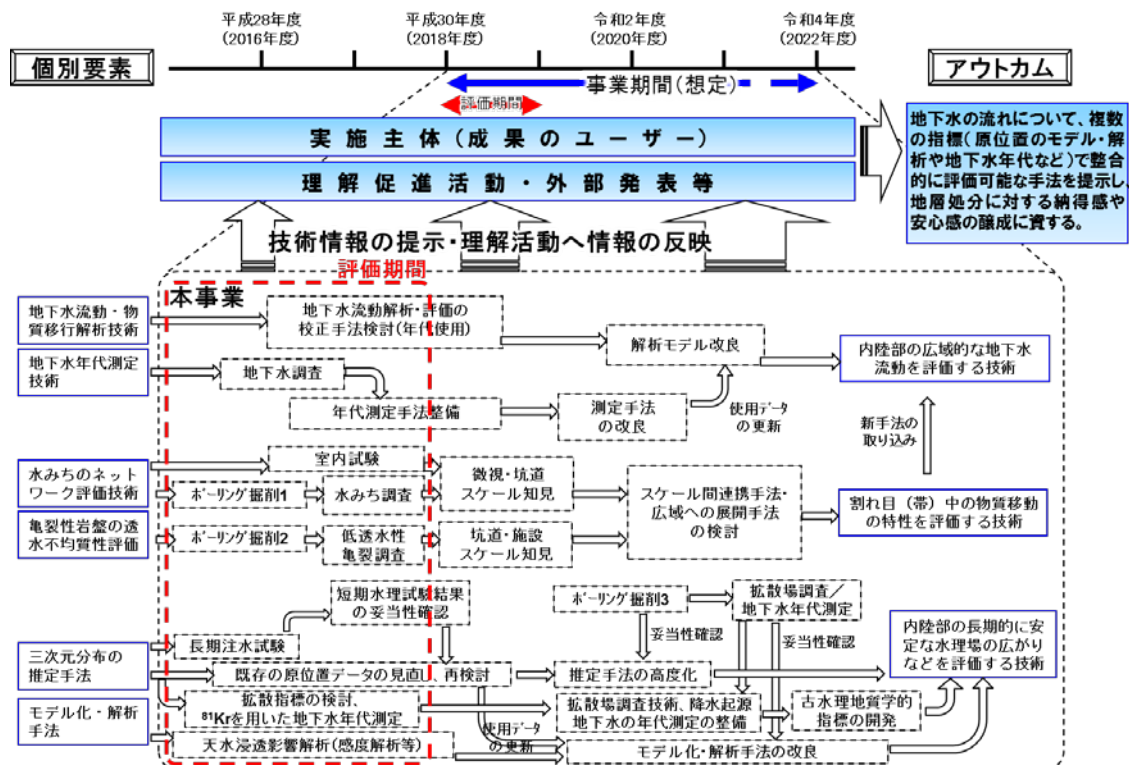 平成28年度
(2016年度)
平成30年度
(2018年度)
令和2年度
(2020年度)
令和4年度
(2022年度)
個別要素
アウトカム
事業期間(想定)
評価期間
実施主体(成果のユーザー)
理解促進活動・外部発表等
地下水の流れについて、複数
の指標(原位置のモデル・解
析や地下水年代など)で整合
的に評価可能な手法を提示し、
地層処分に対する納得感や
安心感の醸成に資する。
技術情報の提示・理解活動へ情報の反映
評価期間
本事業
地下水流動・物
質移行解析技術
地下水流動解析・評価の
校正手法検討(年代使用)
解析モデル改良
内陸部の広域的な地下水
流動を評価する技術
地下水年代測定
技術
地下水調査
年代測定手法整備
測定手法
の改良
使用データ
の更新
新手法の
取り込み
水みちのネット
ワーク評価技術
室内試験
ボーリング掘削1
水みち調査
微視・坑道
スケール知見
スケール間連携手法・
広域への展開手法
の検討
割れ目(帯)中の物質移動
の特性を評価する技術
亀裂性岩盤の透
水不均質性評価
ボーリング掘削2
低透水性
亀裂調査
坑道・施設
スケール知見
短期水理試験結果
の妥当性確認
ボーリング掘削3
拡散場調査/
地下水年代測定
長期注水試験
妥当性確認
妥当性確認
内陸部の長期的に安
定な水理場の広がり
などを評価する技術
三次元分布の
推定手法
既存の原位置データの見直し、再検討
推定手法の高度化
拡散指標の検討、
⁸¹Krを用いた地下水年代測定
拡散場調査技術、降水起源
地下水の年代測定の整備
古水理地質学的
指標の開発
モデル化・解析
手法
天水浸透影響解析(感度解析等)
使用データ
の更新
モデル化・解析手法の改良